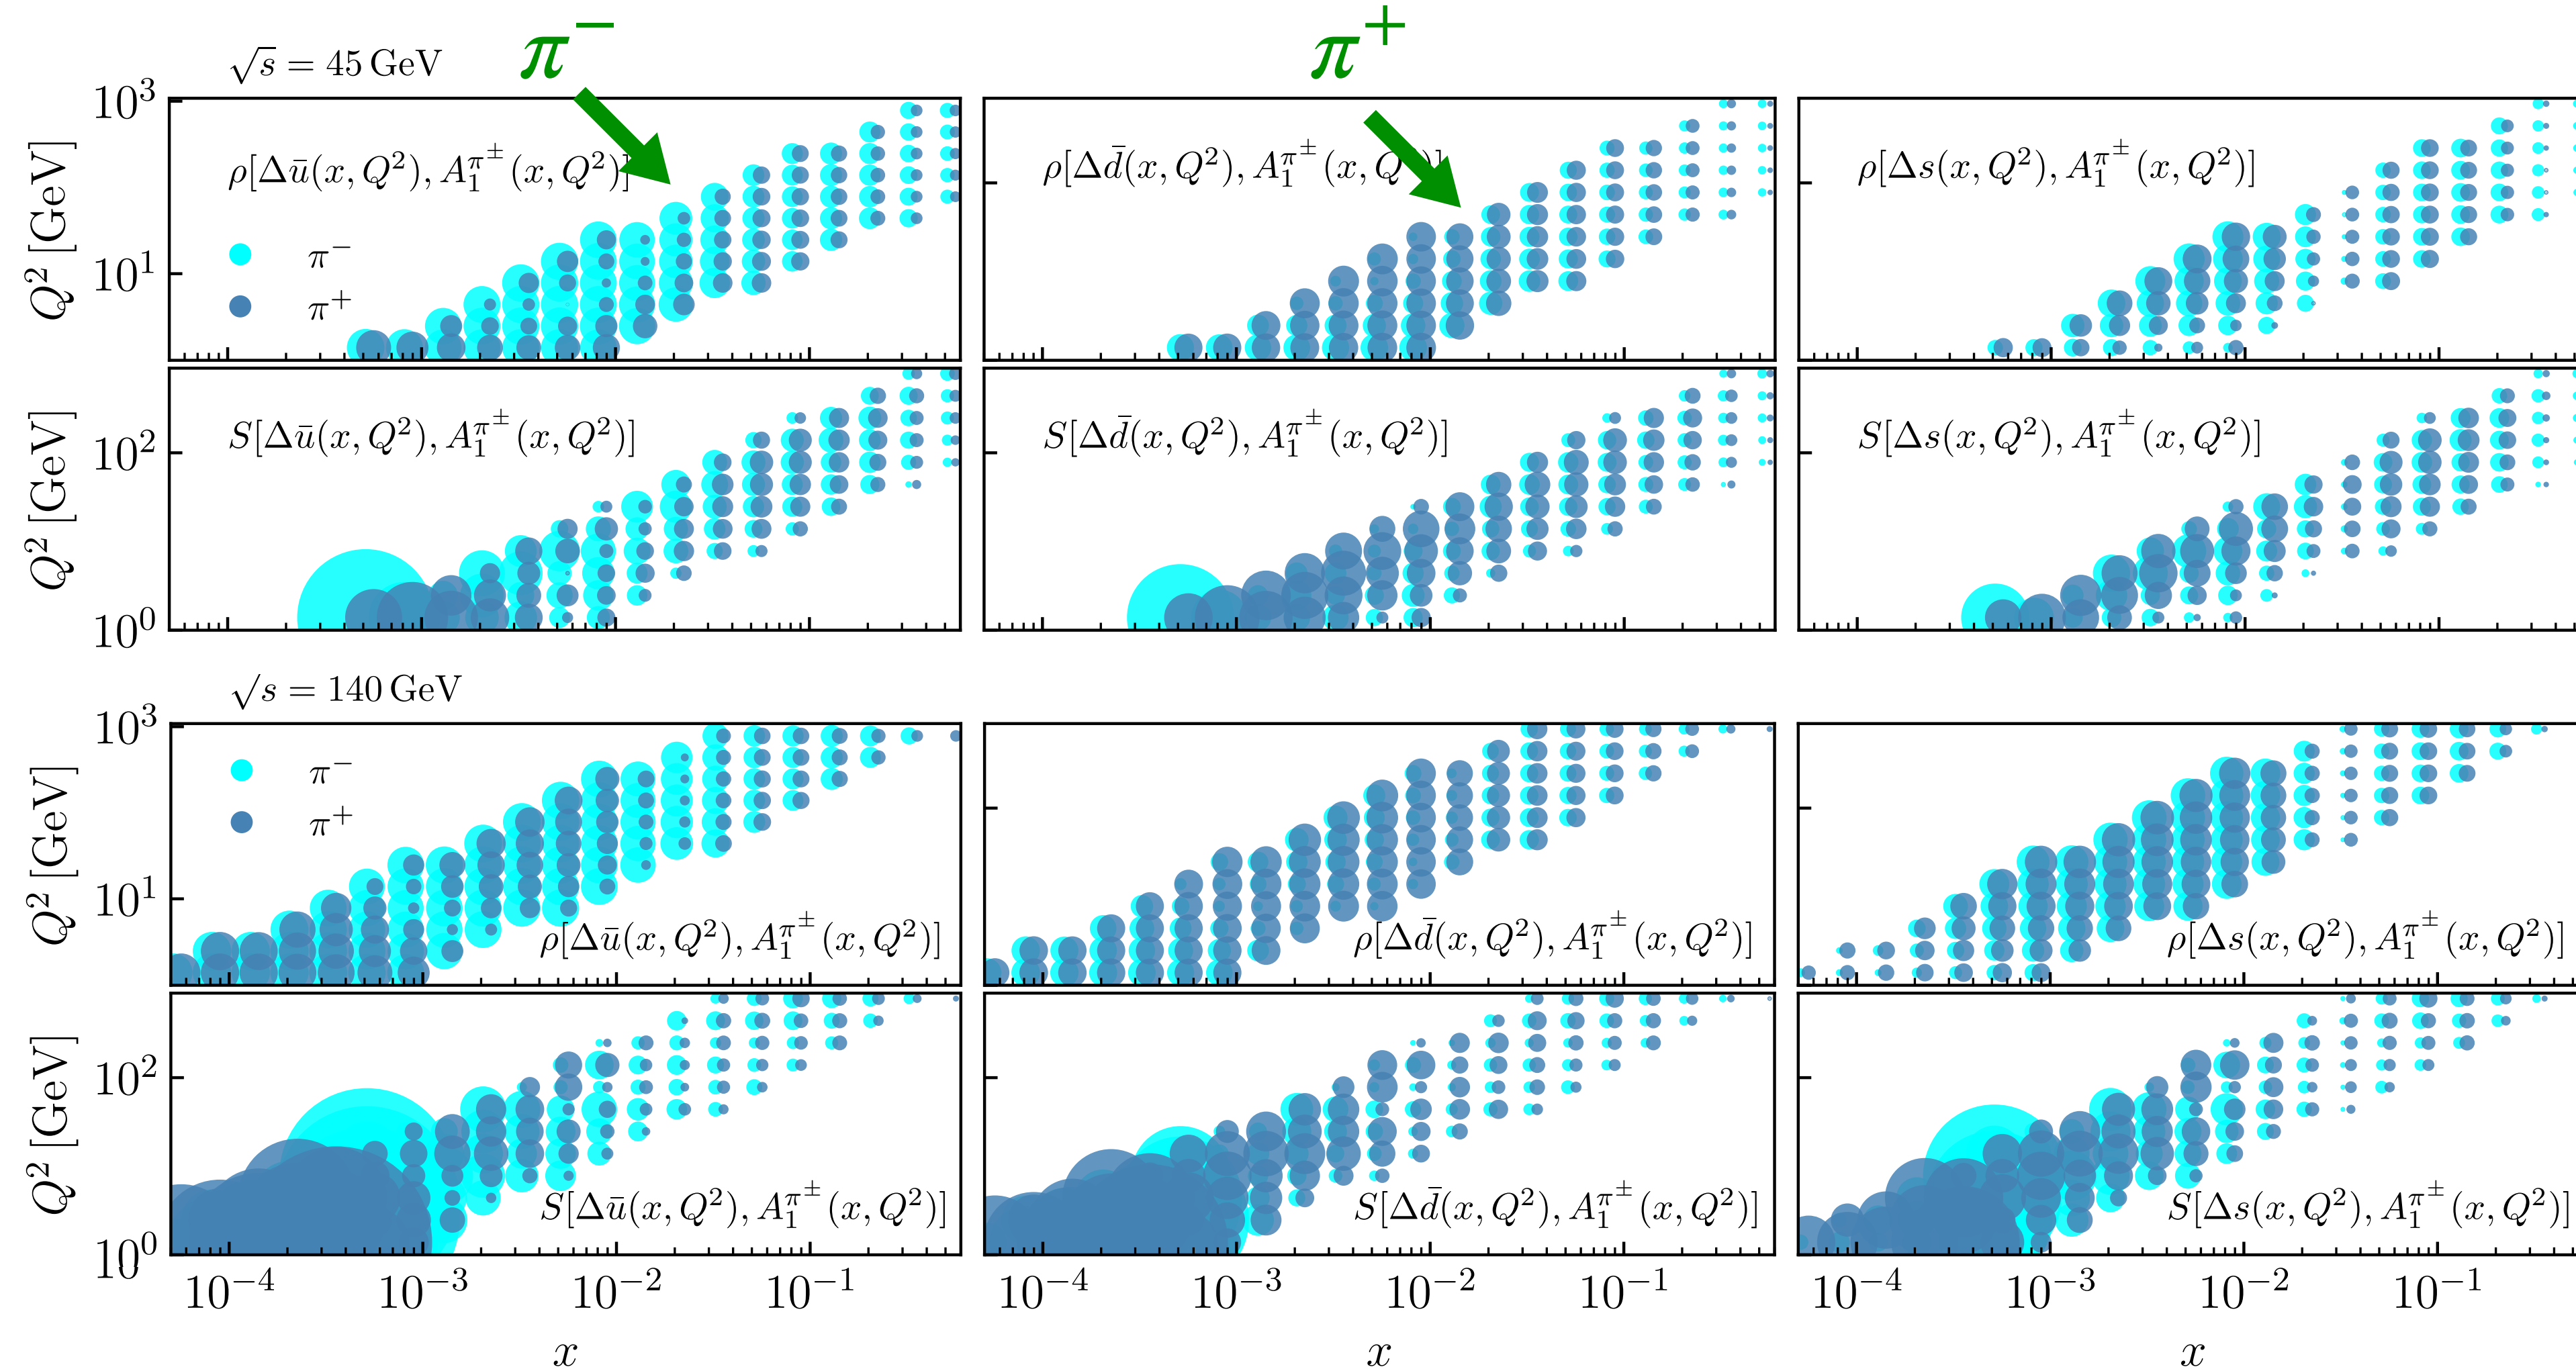 π⁻ π⁺
√s = 45 GeV
10³
ρ[Δū(x, Q²), A₁^{π^±}(x, Q²)] ρ[Δd̄(x, Q²), A₁^{π^±}(x, Q²)] ρ[Δs(x, Q²), A₁^{π^±}(x, Q²)]
Q² [GeV]
π⁻
10¹
π⁺
S[Δū(x, Q²), A₁^{π^±}(x, Q²)] S[Δd̄(x, Q²), A₁^{π^±}(x, Q²)] S[Δs(x, Q²), A₁^{π^±}(x, Q²)]
10²
Q² [GeV]
10⁰
√s = 140 GeV
10³
π⁻
π⁺
Q² [GeV]
10¹
ρ[Δū(x, Q²), A₁^{π^±}(x, Q²)] ρ[Δd̄(x, Q²), A₁^{π^±}(x, Q²)] ρ[Δs(x, Q²), A₁^{π^±}(x, Q²)]
10²
Q² [GeV]
S[Δū(x, Q²), A₁^{π^±}(x, Q²)] S[Δd̄(x, Q²), A₁^{π^±}(x, Q²)] S[Δs(x, Q²), A₁^{π^±}(x, Q²)]
10⁰
10⁻⁴ 10⁻³ 10⁻² 10⁻¹ 10⁻⁴ 10⁻³ 10⁻² 10⁻¹ 10⁻⁴ 10⁻³ 10⁻² 10⁻¹
x x x